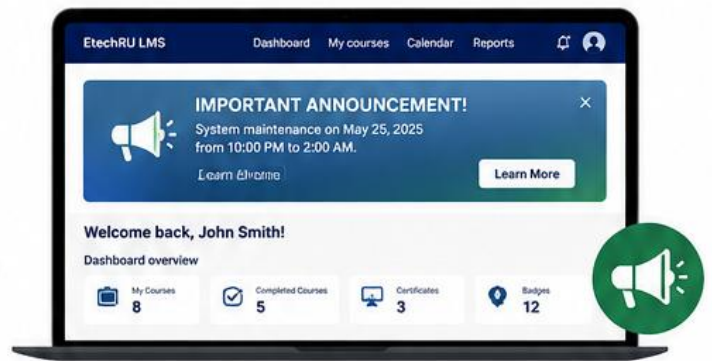 EtechRU LMS
Dashboard My courses Calendar Reports
IMPORTANT ANNOUNCEMENT!
System maintenance on May 25, 2025
from 10:00 PM to 2:00 AM.
Learn
Learn More
Welcome back, John Smith!
Dashboard overview
My Courses
8
Completed Courses
5
Certificates
3
Badges
12